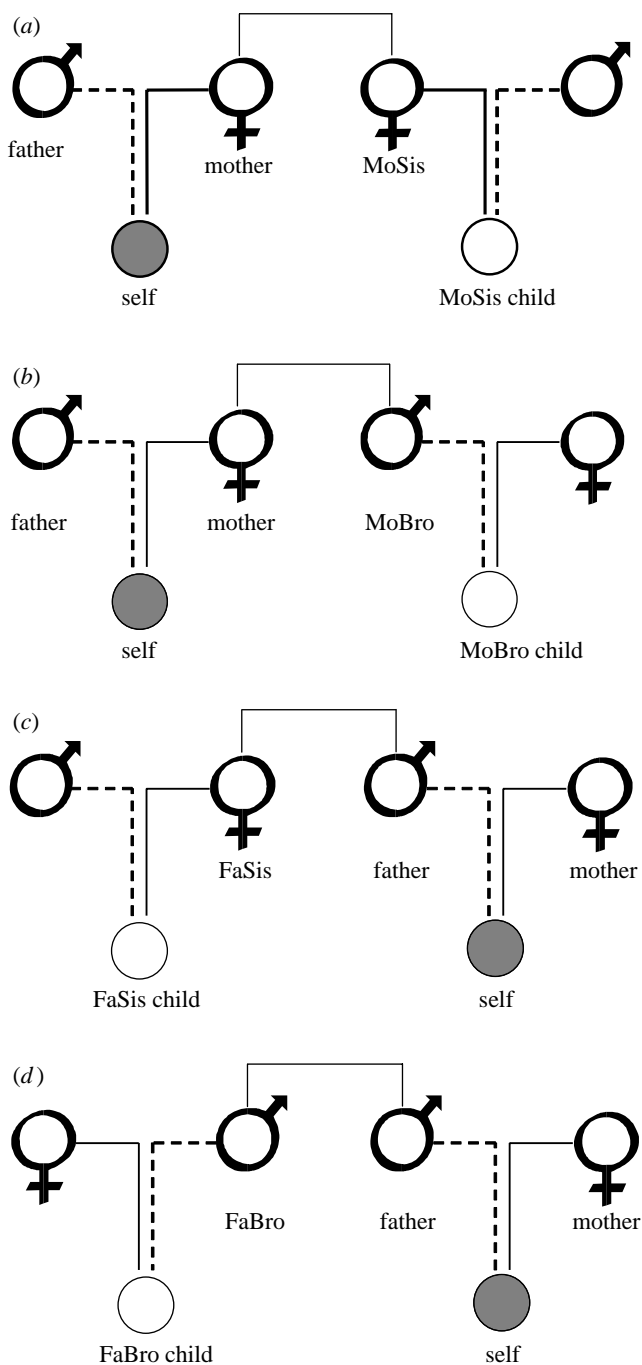 (a)
father mother MoSis
self MoSis child
(b)
father mother MoBro
self MoBro child
(c)
FaSis father mother
FaSis child self
(d)
FaBro father mother
FaBro child self